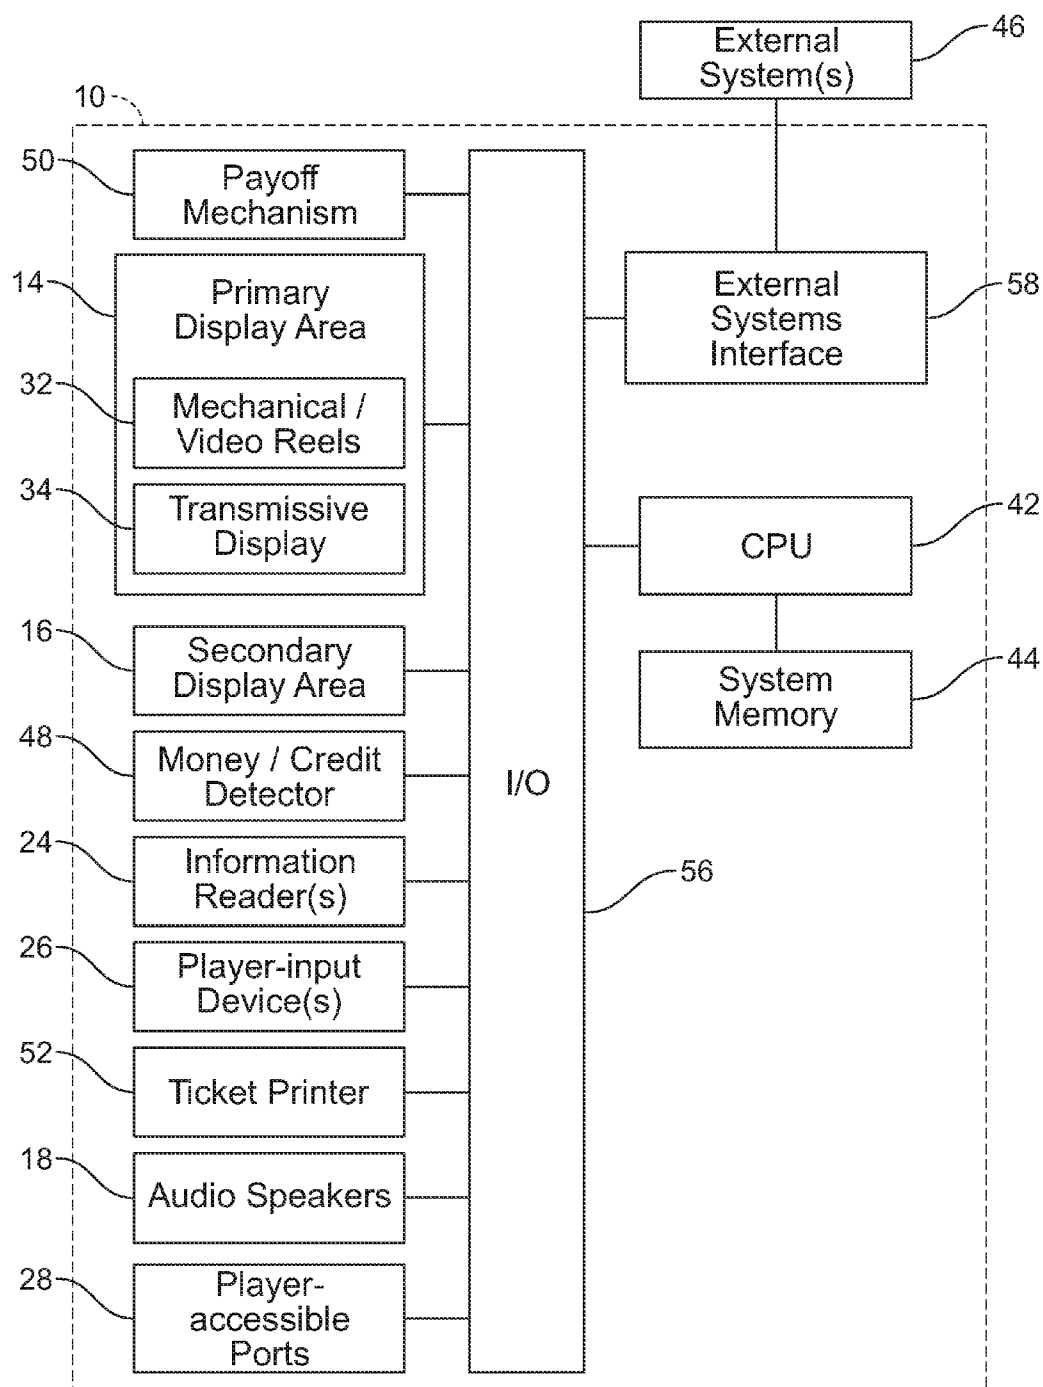 External
System(s)
46
10
50
Payoff
Mechanism
14
Primary
Display Area
External
Systems
Interface
58
32
Mechanical /
Video Reels
34
Transmissive
Display
CPU
42
16
Secondary
Display Area
System
Memory
44
48
Money / Credit
Detector
I/O
24
Information
Reader(s)
56
26
Player-input
Device(s)
52
Ticket Printer
18
Audio Speakers
28
Player-
accessible
Ports